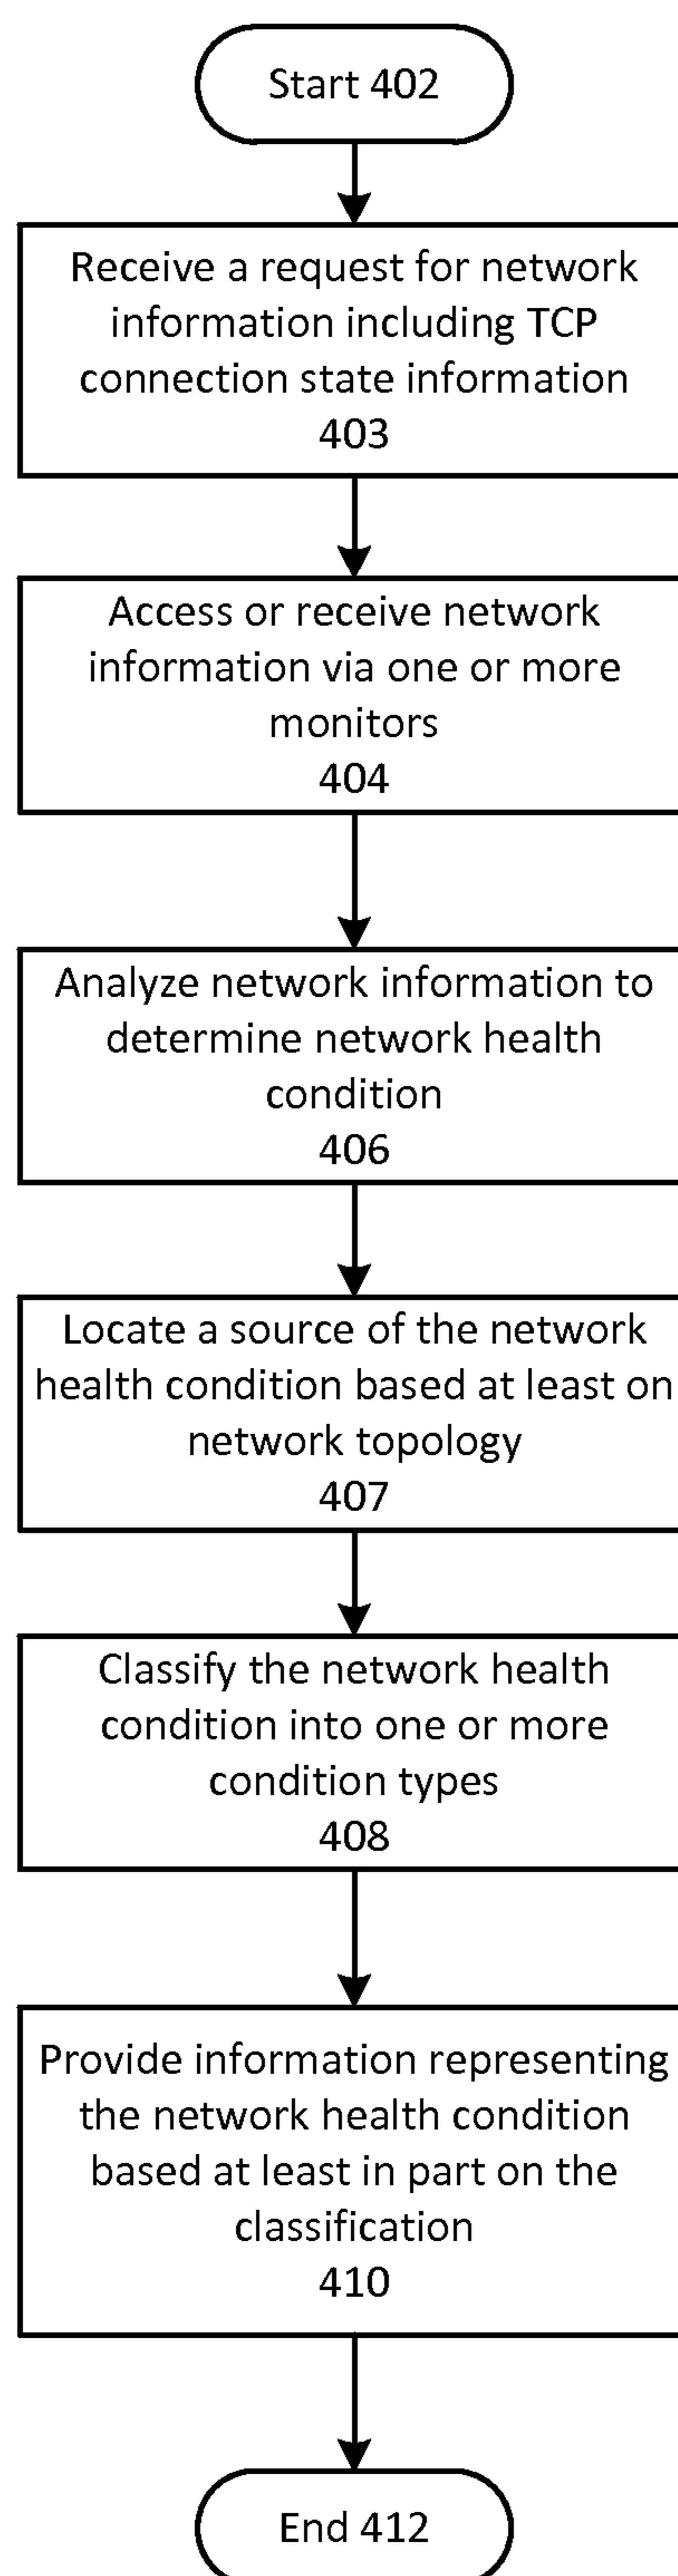 Start 402
Receive a request for network
information including TCP
connection state information
403
Access or receive network
information via one or more
monitors
404
Analyze network information to
determine network health
condition
406
Locate a source of the network
health condition based at least on
network topology
407
Classify the network health
condition into one or more
condition types
408
Provide information representing
the network health condition
based at least in part on the
classification
410
End 412